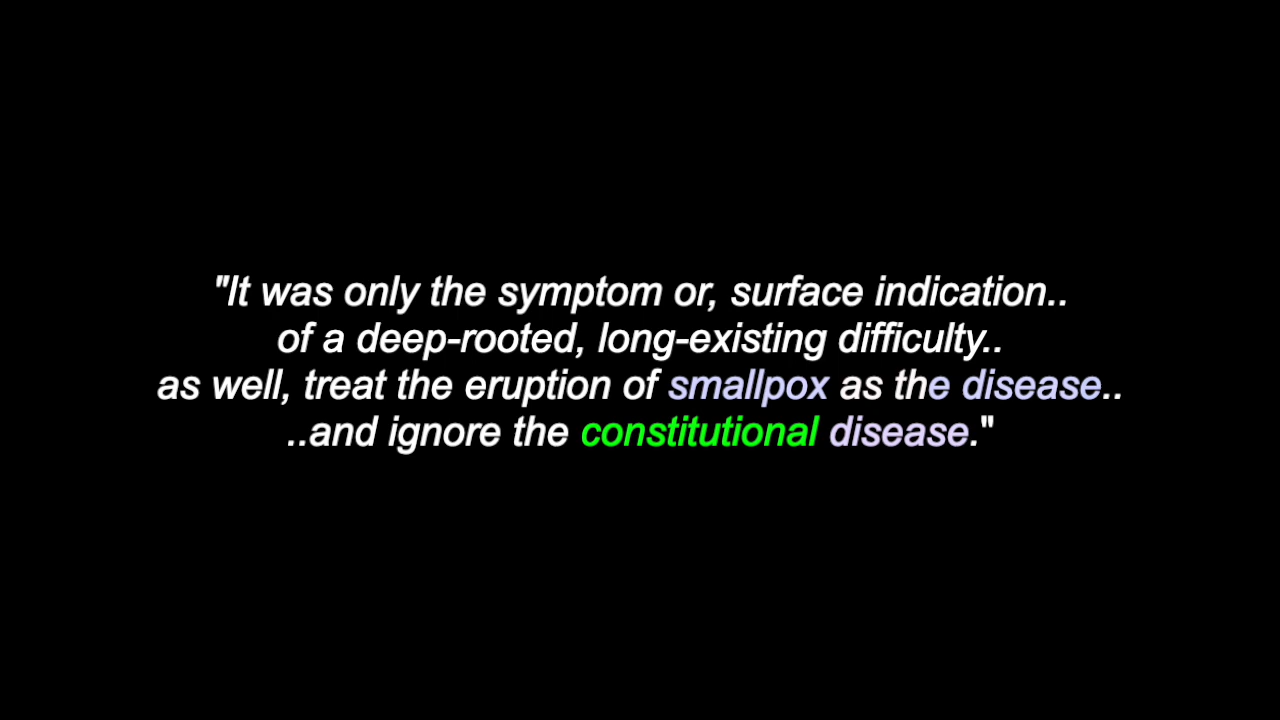 "It was only the symptom or, surface indication..
of a deep-rooted, long-existing difficulty..
as well, treat the eruption of smallpox as the disease..
..and ignore the constitutional disease."